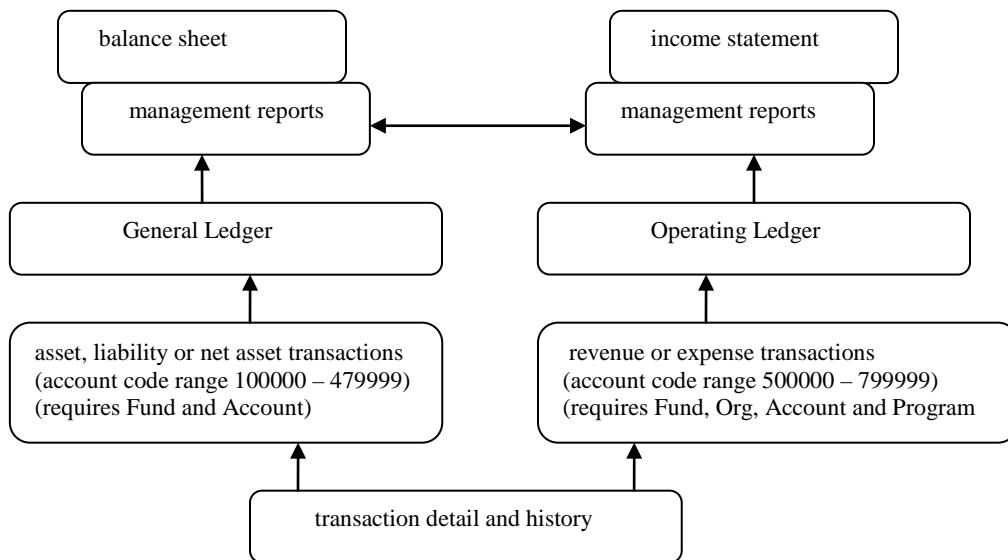 balance sheet
income statement
management reports
management reports
General Ledger
Operating Ledger
asset, liability or net asset transactions
(account code range 100000 – 479999)
(requires Fund and Account)
revenue or expense transactions
(account code range 500000 – 799999)
(requires Fund, Org, Account and Program
transaction detail and history